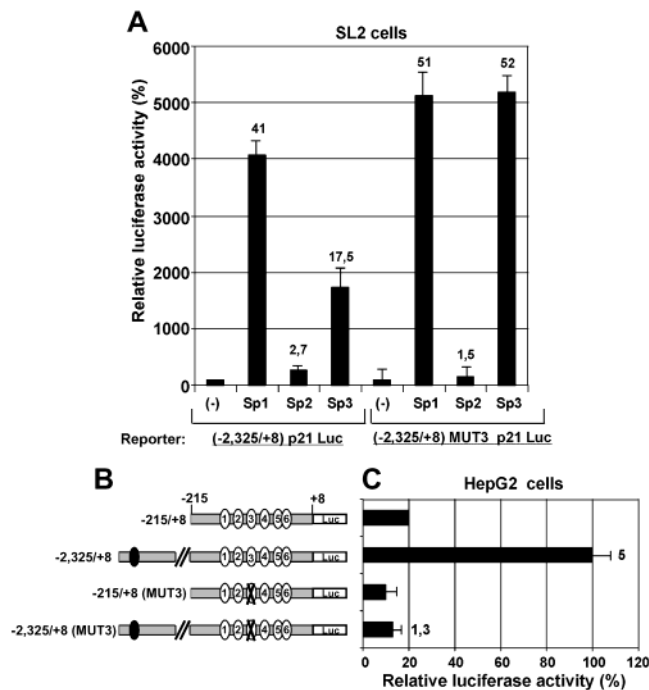 A
SL2 cells
Relative luciferase activity (%)
6000
5000
4000
3000
2000
1000
0
41
2,7
17,5
51
1,5
52
(-) Sp1 Sp2 Sp3 (-) Sp1 Sp2 Sp3
Reporter: (-2,325/+8) p21 Luc (-2,325/+8) MUT3 p21 Luc
B
-215 +8
-215/+8 1 2 3 4 5 6 Luc
-2,325/+8 1 2 3 4 5 6 Luc
-215/+8 (MUT3) 1 2 4 5 6 Luc
-2,325/+8 (MUT3) 1 2 4 5 6 Luc
C
HepG2 cells
5
1,3
0 20 40 60 80 100 120
Relative luciferase activity (%)